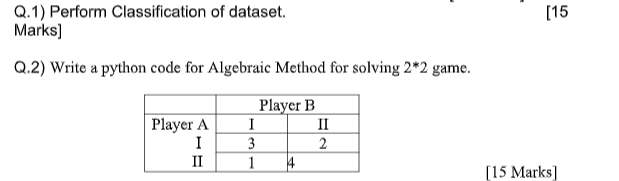 Q.1) Perform Classification of dataset. [15
Marks]
Q.2) Write a python code for Algebraic Method for solving 2*2 game.
Player B
Player A I II
I 3 2
II 1 4
[15 Marks]